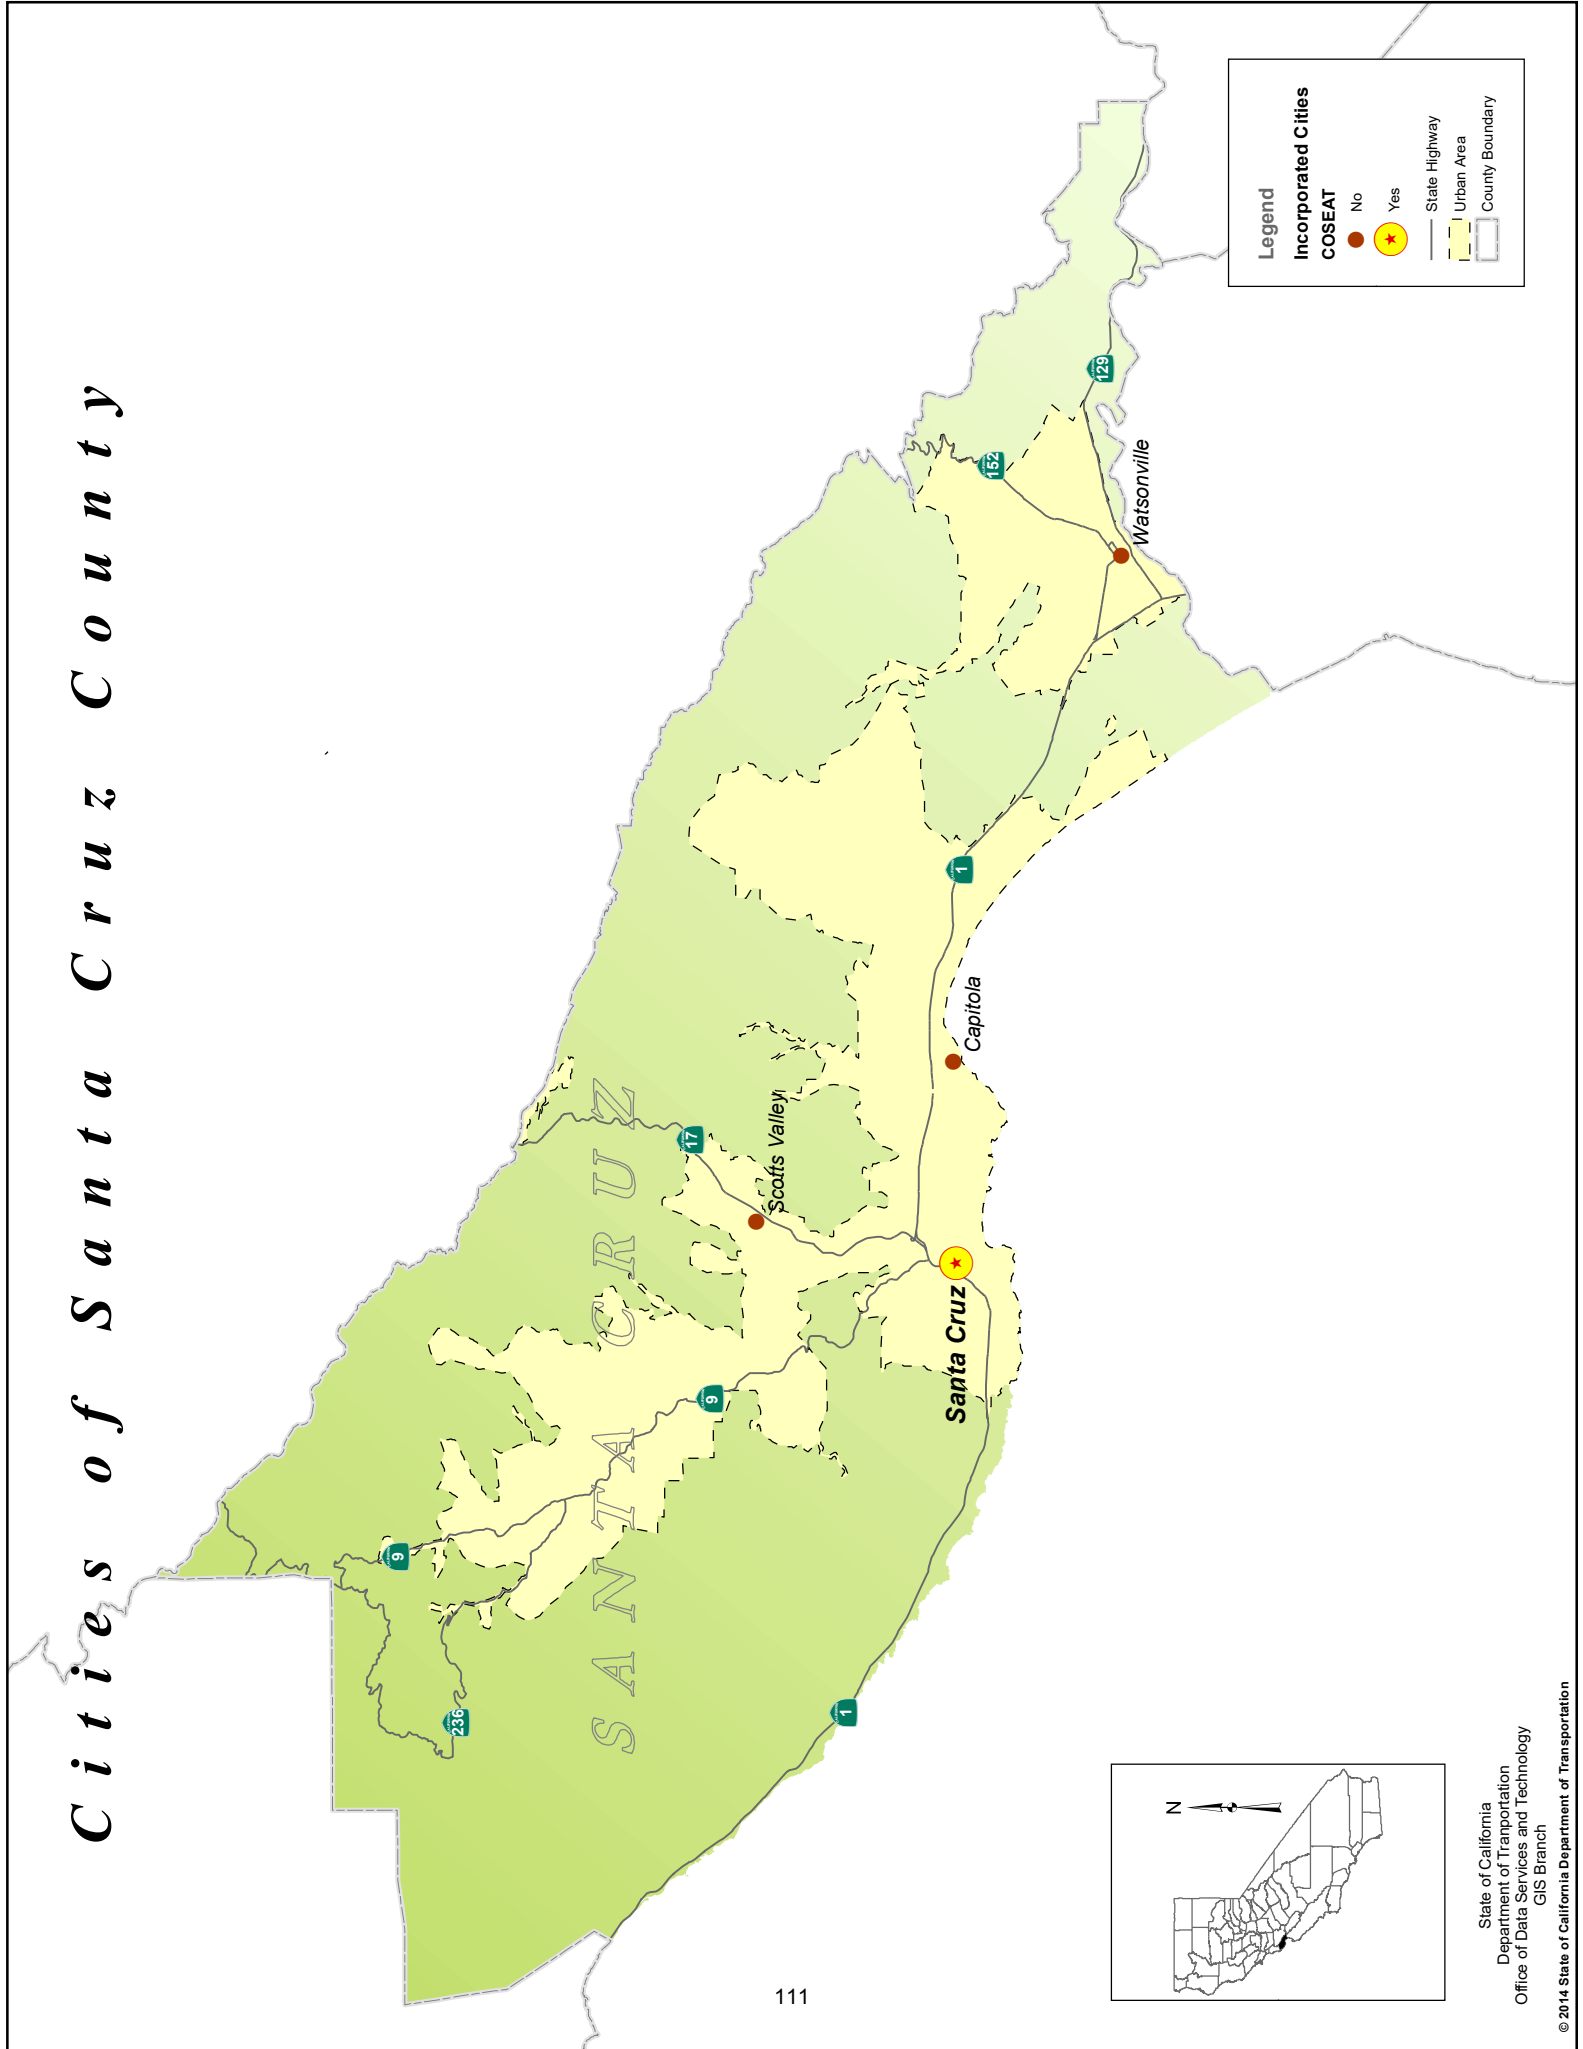 Cities of Santa Cruz County
236
9
9
17
1
1
152
129
SANTA CRUZ
Scotts Valley
Santa Cruz
Capitola
Watsonville
Legend
Incorporated Cities
COSEAT
No
Yes
State Highway
Urban Area
County Boundary
N
State of California
Department of Tranportation
Office of Data Services and Technology
GIS Branch
© 2014 State of California Department of Transportation
111